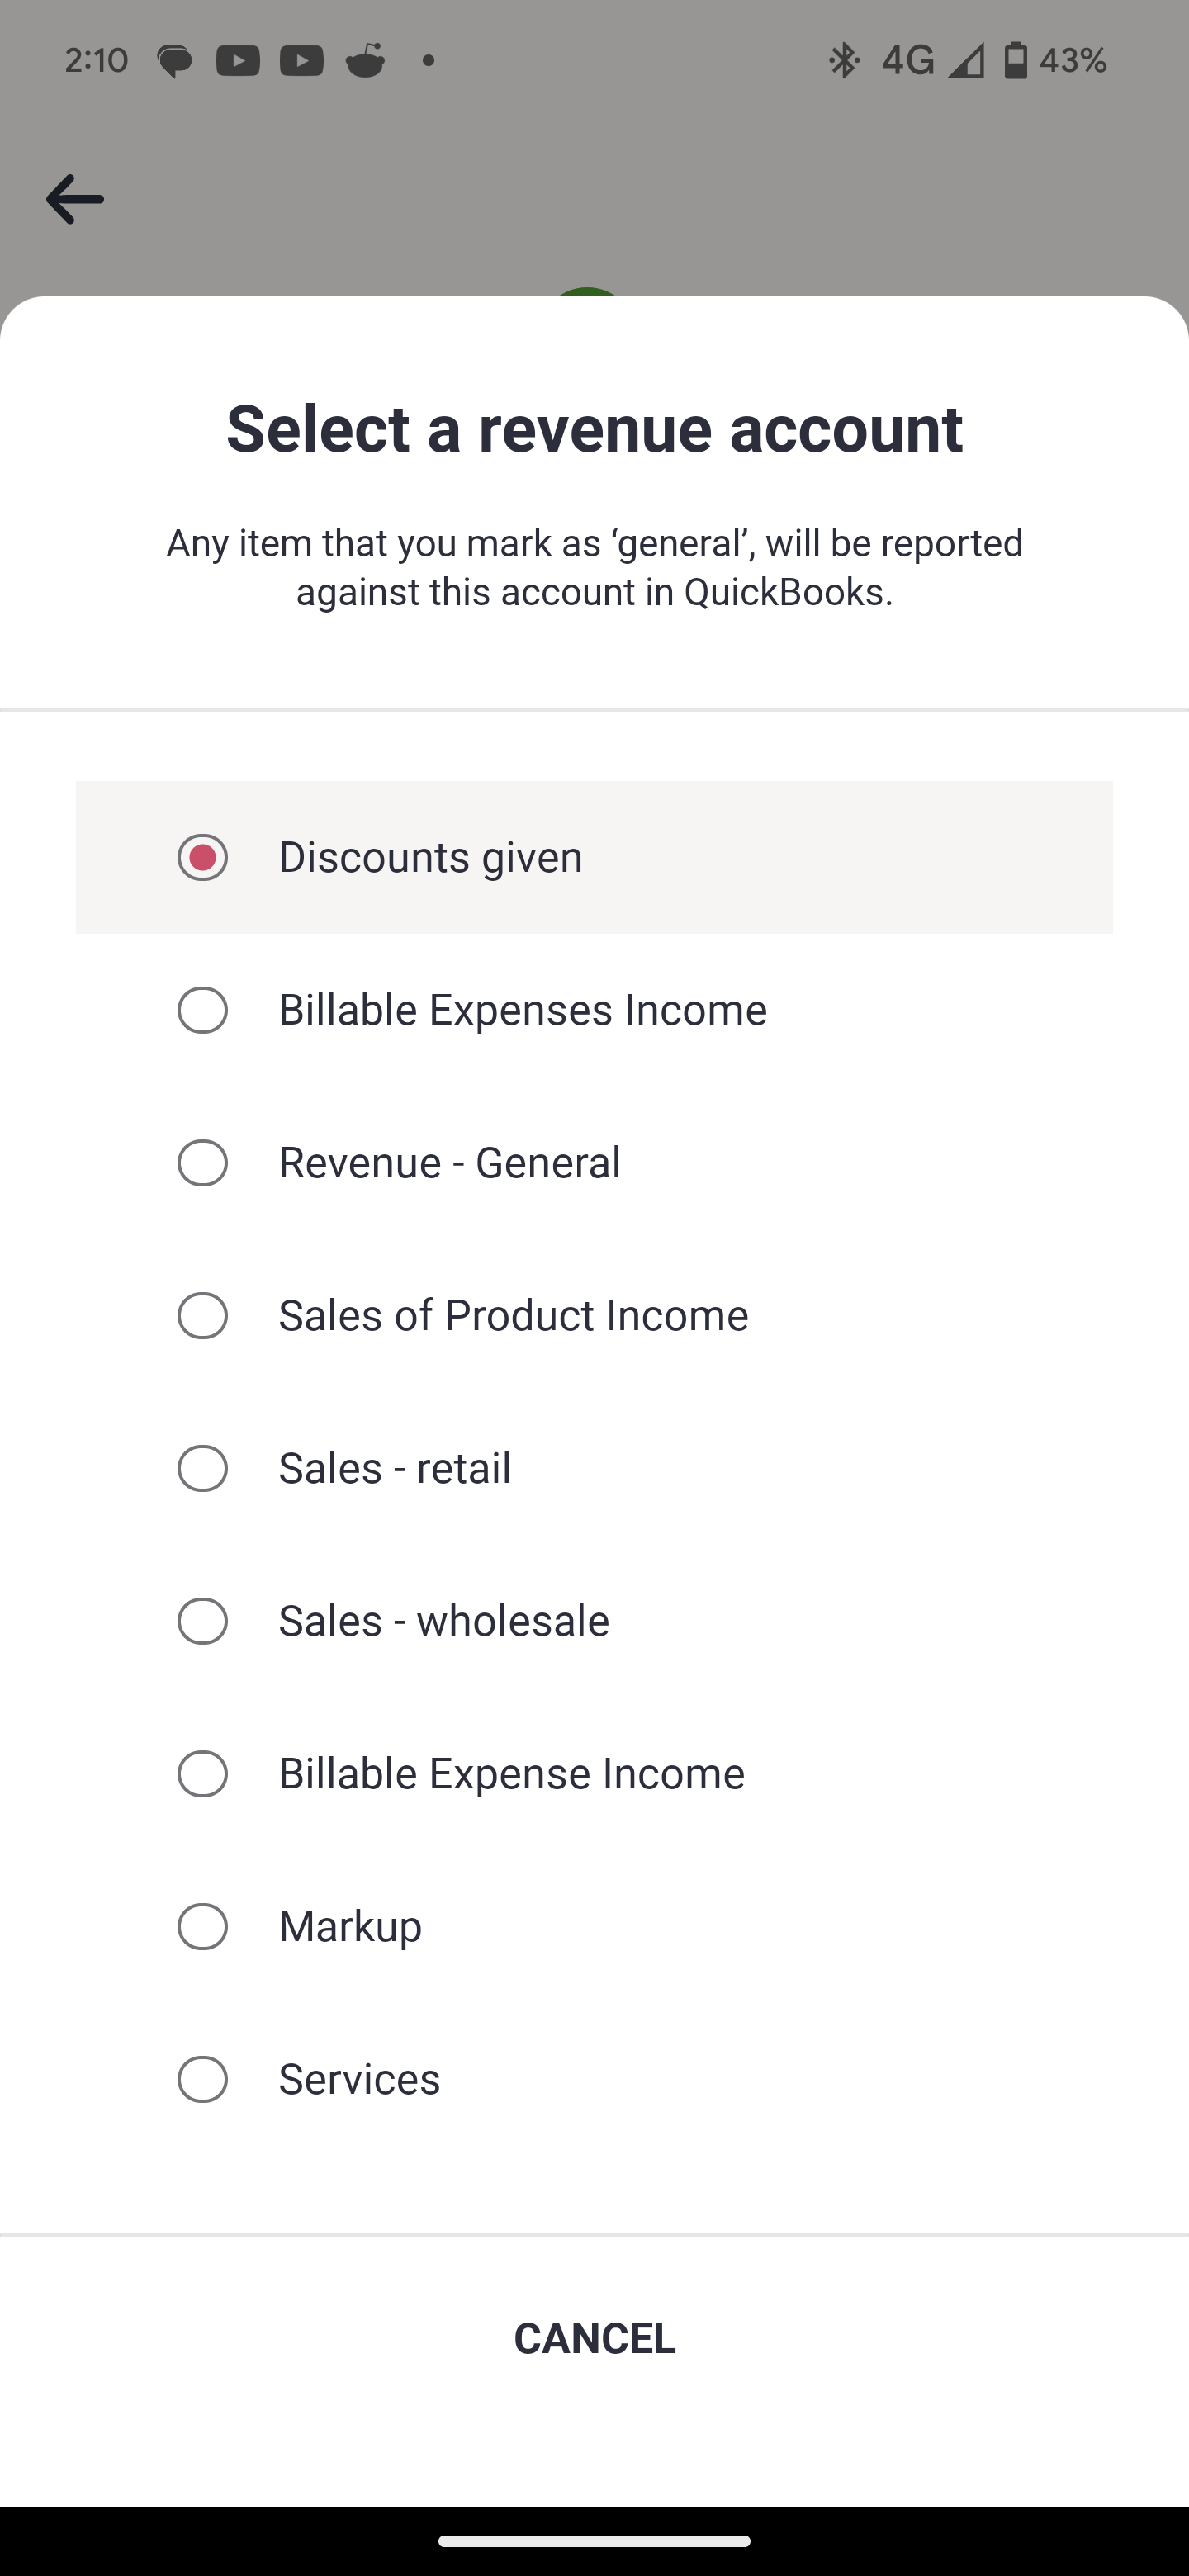 2:10
4G
43%
Select a revenue account
Any item that you mark as ‘general’, will be reported
against this account in QuickBooks.
Discounts given
Billable Expenses Income
Revenue - General
Sales of Product Income
Sales - retail
Sales - wholesale
Billable Expense Income
Markup
Services
CANCEL